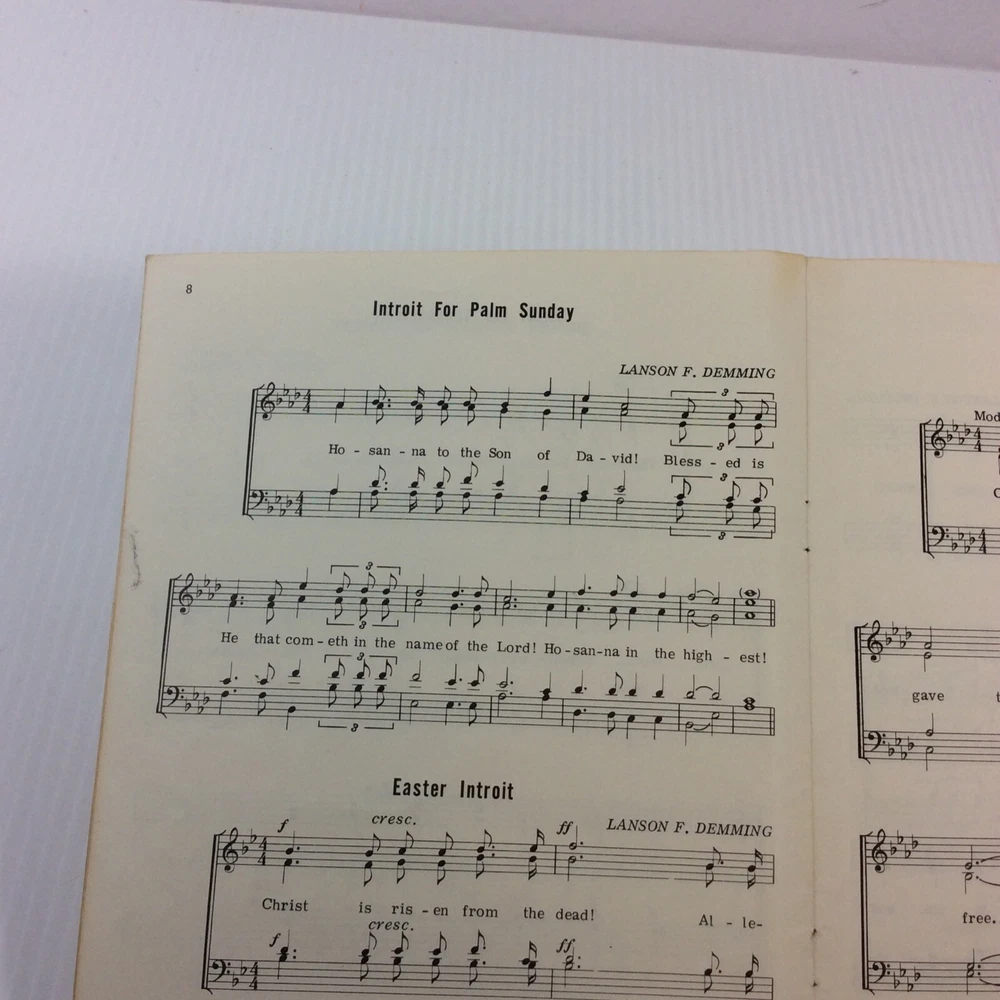 8
Introit For Palm Sunday
LANSON F. DEMMING
Ho - san - na to the Son of Da - vid! Bless - ed is
He that com - eth in the name of the Lord! Ho - san - na in the high - est!
Easter Introit
f cresc. ff LANSON F. DEMMING
Christ is ris - en from the dead! Al - le-
f cresc. ff
Mod
gave t
free.